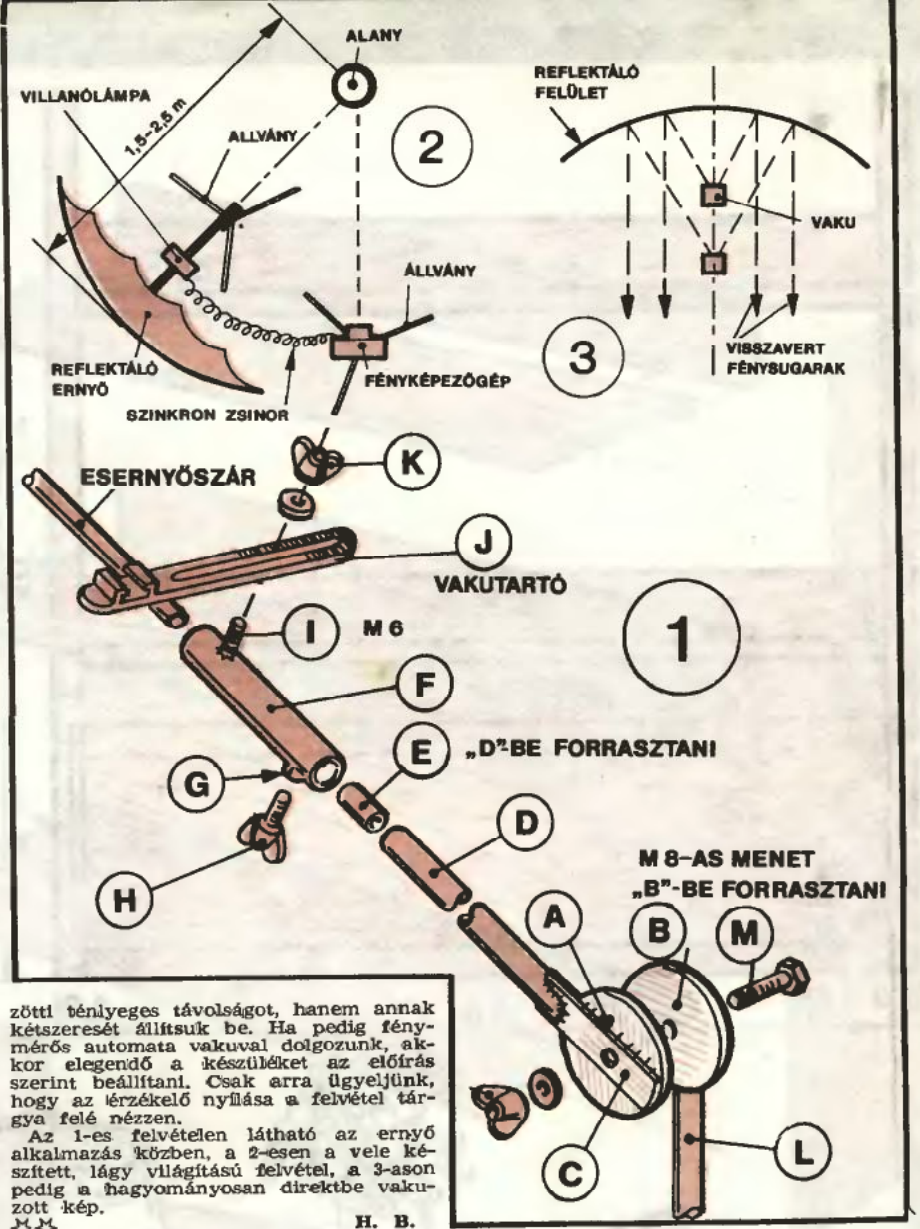 ALANY
VILLANÓLÁMPA
1,5–2,5 m
ALLVÁNY
2
REFLEKTÁLÓ
FELÜLET
VAKU
ÁLLVÁNY
REFLEKTÁLÓ
ERNYŐ
FÉNYKÉPEZŐGÉP
SZINKRON ZSINOR
3
VISSZAVERT
FÉNYSUGARAK
K
ESERNYŐSZÁR
J
VAKUTARTÓ
I M 6
1
F
E „D”-BE FORRASZTANI
G
D
H
M 8-AS MENET
„B”-BE FORRASZTANI
A
B
M
C
L
zötti tényleges távolságot, hanem annak
kétszeresét állítsuk be. Ha pedig fény-
mérős automata vakuval dolgozunk, ak-
kor elegendő a készüléket az előírás
szerint beállítani. Csak arra ügyeljünk,
hogy az érzékelő nyílása a felvétel tár-
gya felé nézzen.
Az 1-es felvételen látható az ernyő
alkalmazás közben, a 2-esen a vele ké-
szített, lágy világítású felvétel, a 3-ason
pedig a hagyományosan direktbe vaku-
zott kép.
H. B.